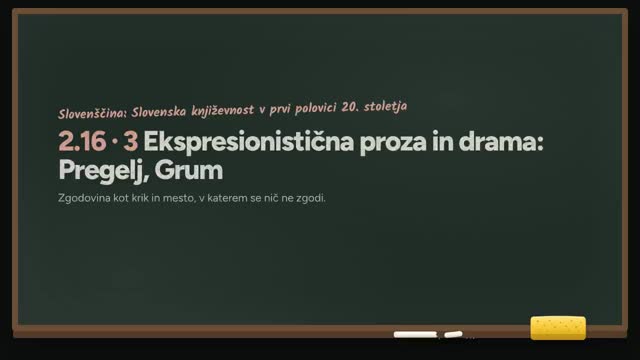 Slovenščina: Slovenska književnost v prvi polovici 20. stoletja
2.16 · 3 Ekspresionistična proza in drama:
Pregelj, Grum
Zgodovina kot krik in mesto, v katerem se nič ne zgodi.